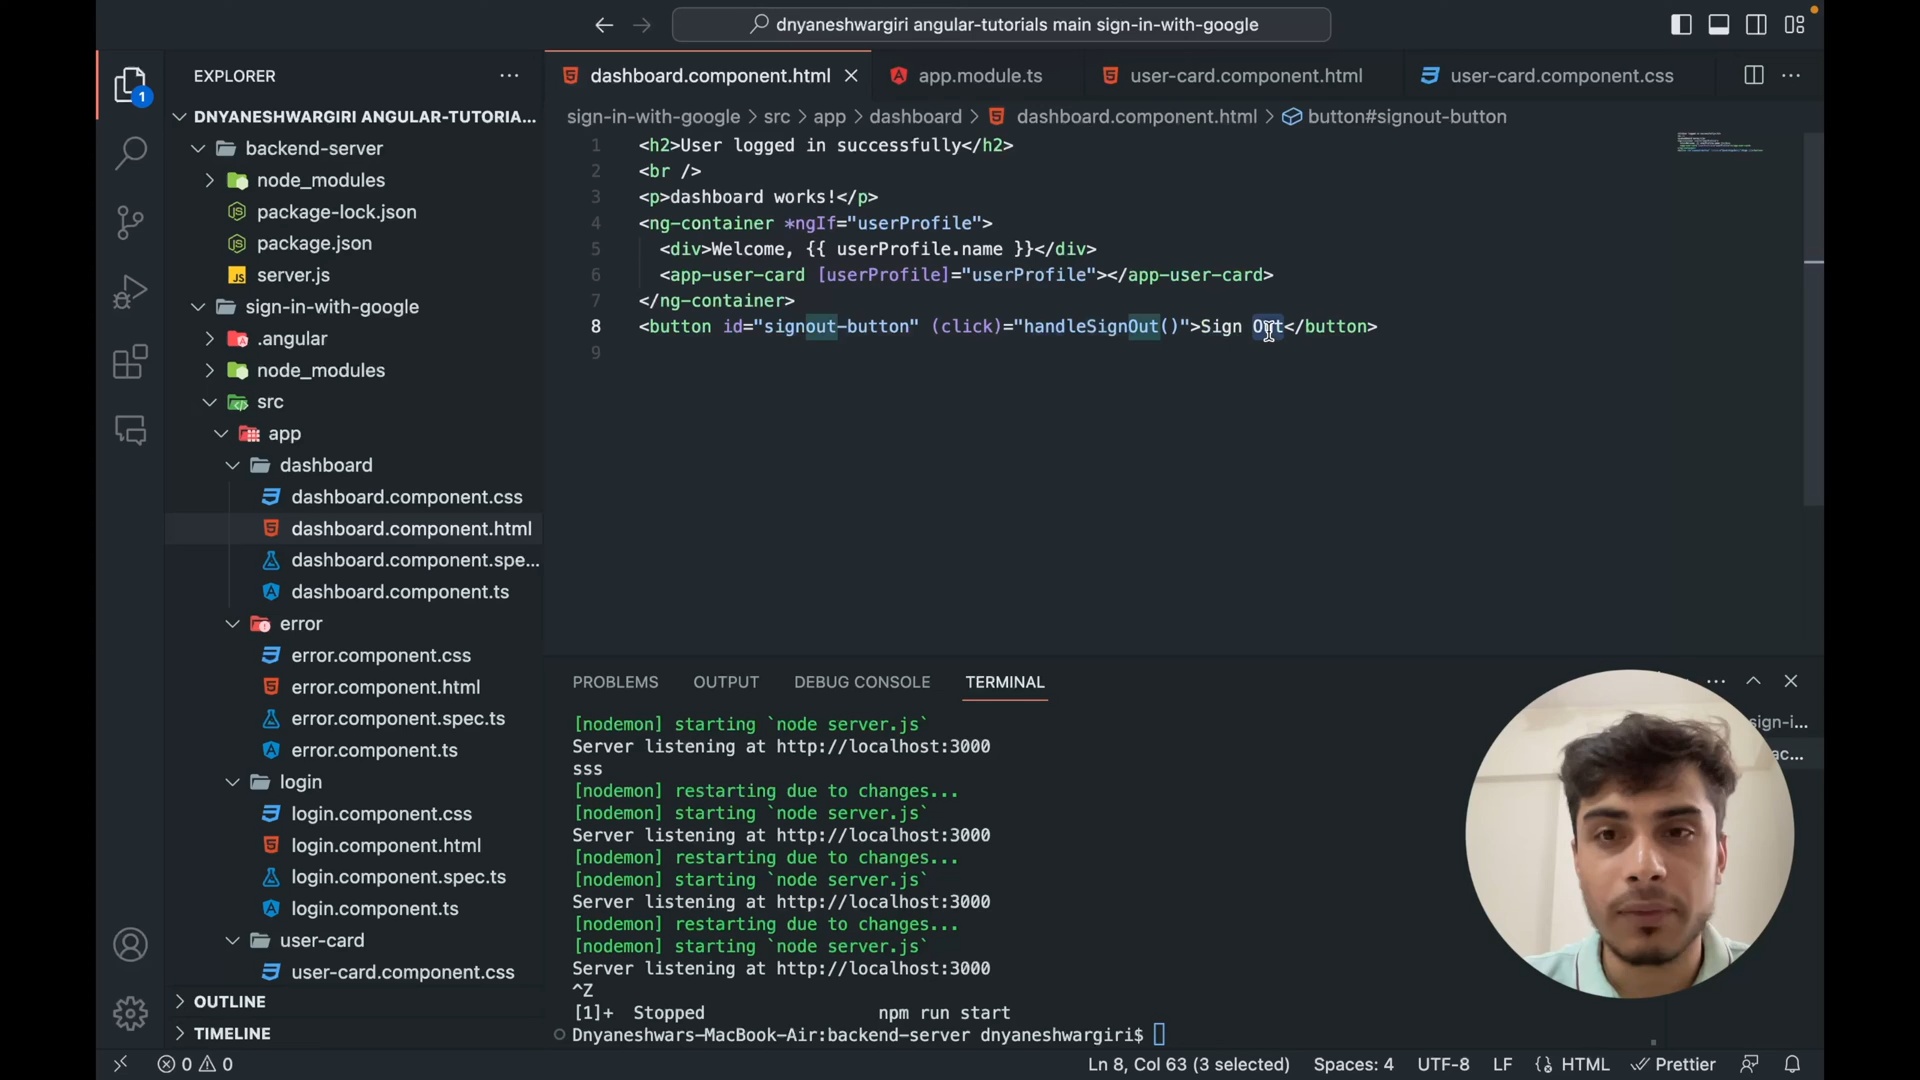 dnyaneshwargiri angular-tutorials main sign-in-with-google
EXPLORER
1
DNYANESHWARGIRI ANGULAR-TUTORIA...
backend-server
node_modules
package-lock.json
package.json
JS server.js
sign-in-with-google
.angular
node_modules
src
app
dashboard
dashboard.component.css
dashboard.component.html
dashboard.component.spe...
dashboard.component.ts
error
error.component.css
error.component.html
error.component.spec.ts
error.component.ts
login
login.component.css
login.component.html
login.component.spec.ts
login.component.ts
user-card
user-card.component.css
OUTLINE
TIMELINE
dashboard.component.html
app.module.ts
user-card.component.html
user-card.component.css
sign-in-with-google > src > app > dashboard > dashboard.component.html > button#signout-button
1 <h2>User logged in successfully</h2>
2 <br />
3 <p>dashboard works!</p>
4 <ng-container *ngIf="userProfile">
5 <div>Welcome, {{ userProfile.name }}</div>
6 <app-user-card [userProfile]="userProfile"></app-user-card>
7 </ng-container>
8 <button id="signout-button" (click)="handleSignOut()">Sign Out</button>
9
PROBLEMS OUTPUT DEBUG CONSOLE TERMINAL
[nodemon] starting `node server.js`
Server listening at http://localhost:3000
sss
[nodemon] restarting due to changes...
[nodemon] starting `node server.js`
Server listening at http://localhost:3000
[nodemon] restarting due to changes...
[nodemon] starting `node server.js`
Server listening at http://localhost:3000
[nodemon] restarting due to changes...
[nodemon] starting `node server.js`
Server listening at http://localhost:3000
^Z
[1]+ Stopped npm run start
Dnyaneshwars-MacBook-Air:backend-server dnyaneshwargiri$
sign-i...
ac...
0 0
Ln 8, Col 63 (3 selected) Spaces: 4 UTF-8 LF HTML Prettier